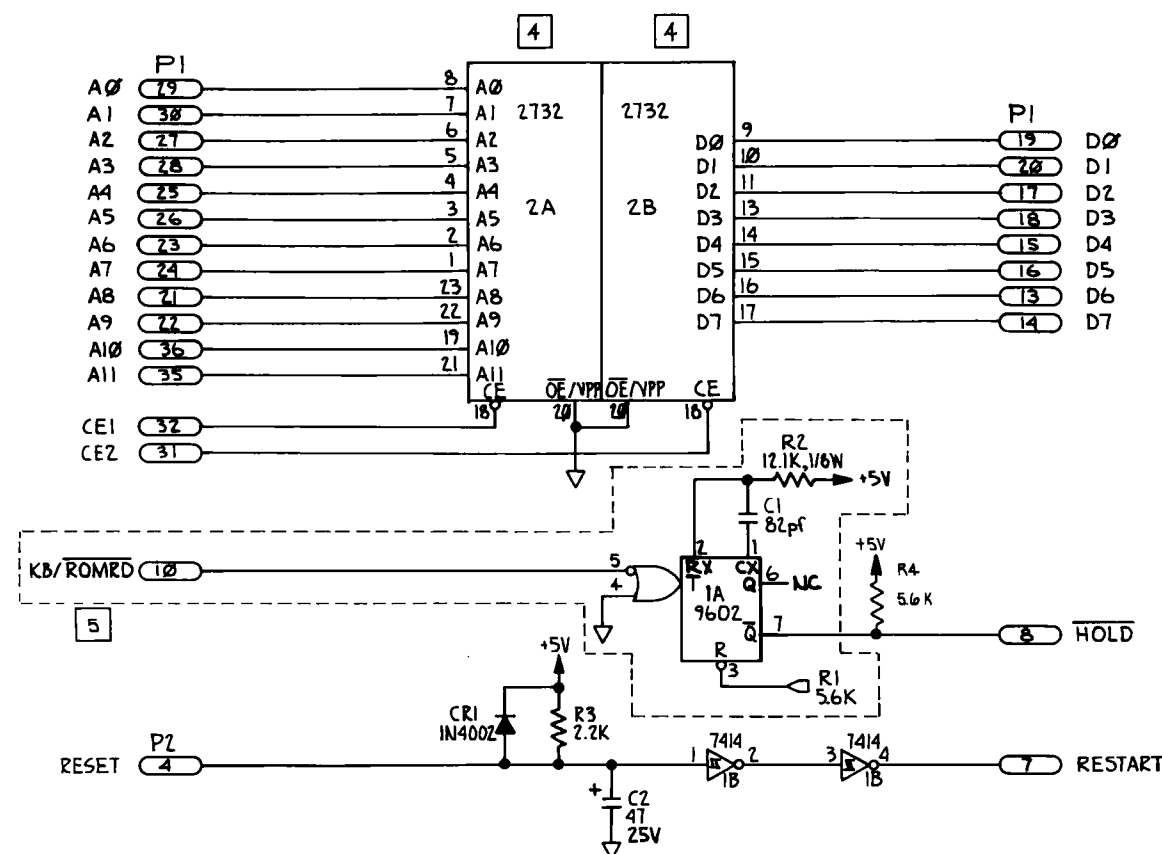 4 4
P1
AØ 29 8 AØ
A1 30 7 A1 2732 2732
P1
A2 27 6 A2 DØ 9 19 DØ
A3 28 5 A3 D1 10 20 D1
A4 25 4 A4 D2 11 17 D2
A5 26 3 A5 2A 2B D3 13 18 D3
A6 23 2 A6 D4 14 15 D4
A7 24 1 A7 D5 15 16 D5
A8 21 23 A8 D6 16 13 D6
A9 22 22 A9 D7 17 14 D7
A1Ø 36 19 A1Ø
A11 35 21 A11
CE OE/VPP OE/VPP CE
18 20 20 18
CE1 32
CE2 31
R2
12.1K,1/8W
+5V
C1
82pf
2 1
KB/ROMRD 10 5 RX CX
4 T Q 6 NC
1A
9602
Q 7
R
3
R1
5.6K
+5V
R4
5.6K
8 HOLD
5
+5V
CR1
1N4002
R3
2.2K
P2
RESET 4
1 7414 2 3 7414 4 7 RESTART
1B 1B
+ C2
47
25V